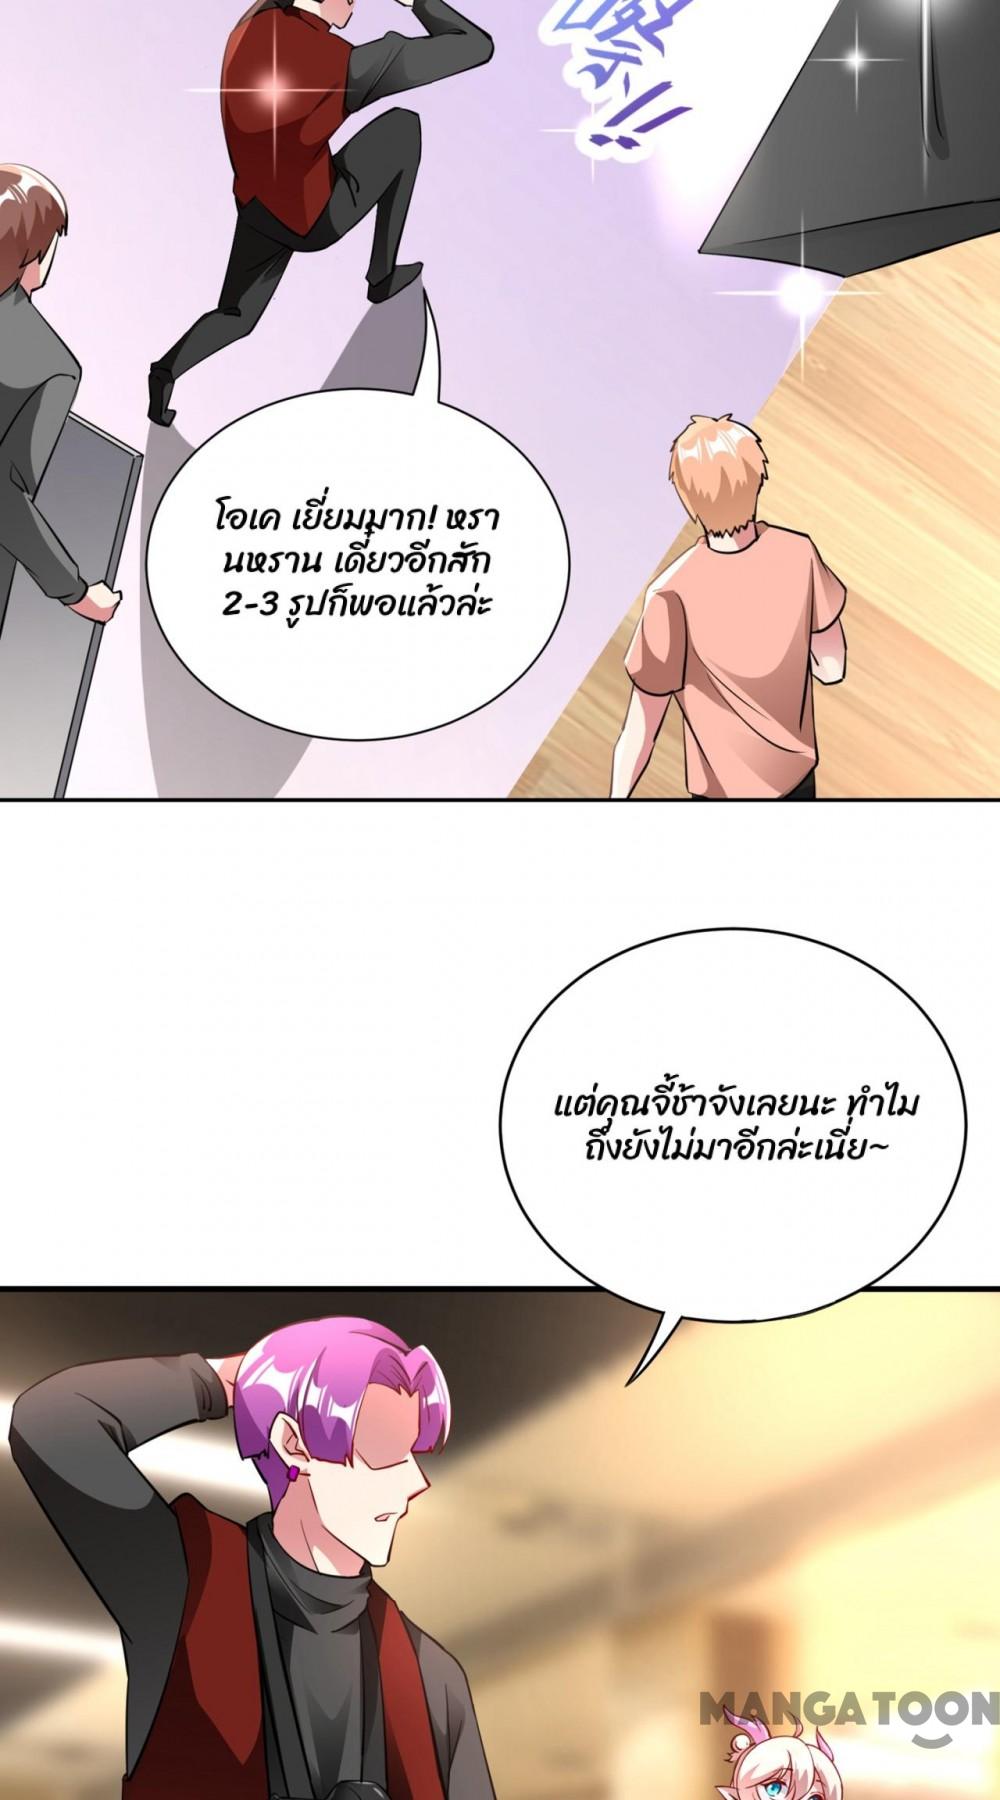 嚓!!
โอเค เยี่ยมมาก! หรา
นหราน เดี๋ยวอีกสัก
2-3 รูปก็พอแล้วล่ะ
แต่คุณจี้ช้าจังเลยนะ ทำไม
ถึงยังไม่มาอีกล่ะเนี่ย~
MANGATOON